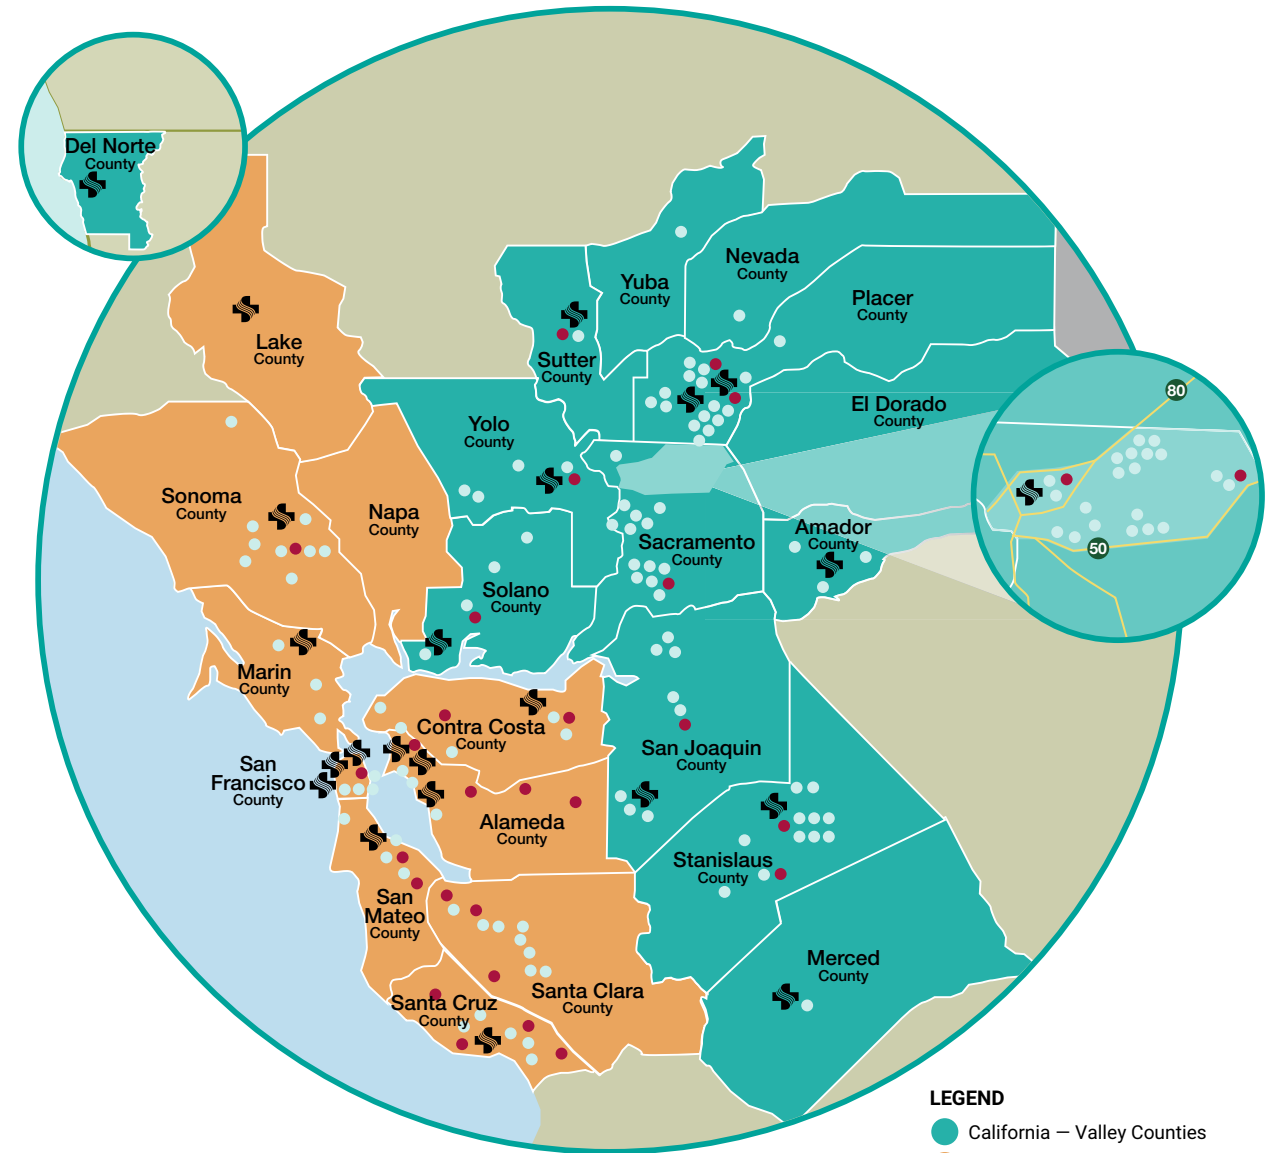 Del Norte
County
Nevada
County
Yuba
County
Placer
County
Lake
County
Sutter
County
80
El Dorado
County
Yolo
County
Sonoma
County
Napa
County
Amador
County
Sacramento
County
50
Solano
County
Marin
County
Contra Costa
County
San Joaquin
County
San
Francisco
County
Alameda
County
Stanislaus
County
San
Mateo
County
Merced
County
Santa Clara
County
Santa Cruz
County
LEGEND
California — Valley Counties